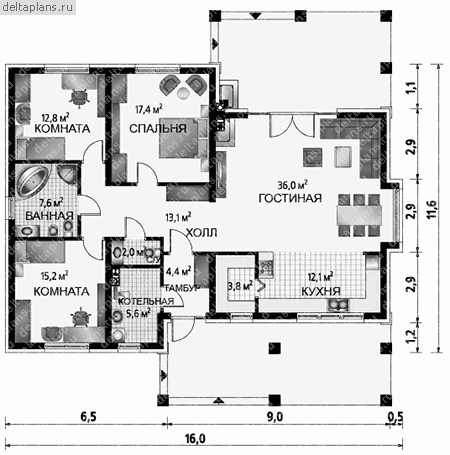 deltaplans.ru
12,8 м²
КОМНАТА
17,4 м²
СПАЛЬНЯ
36,0 м²
ГОСТИНАЯ
7,6 м²
ВАННАЯ
13,1 м²
ХОЛЛ
2,0 м²
С/У
15,2 м²
КОМНАТА
4,4 м²
ТАМБУР
КОТЕЛЬНАЯ
5,6 м²
3,8 м²
12,1 м²
КУХНЯ
1,1
2,9
2,9
2,9
1,2
11,6
6,5
9,0
0,5
16,0